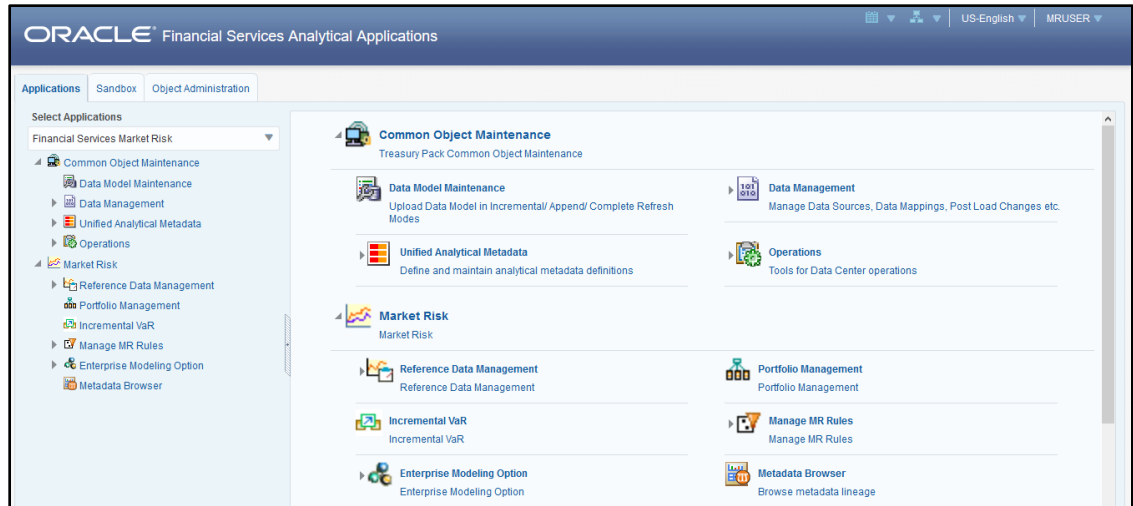 US-English
MRUSER
ORACLE® Financial Services Analytical Applications
Applications
Sandbox
Object Administration
Select Applications
Financial Services Market Risk
Common Object Maintenance
Data Model Maintenance
Data Management
Unified Analytical Metadata
Operations
Market Risk
Reference Data Management
Portfolio Management
Incremental VaR
Manage MR Rules
Enterprise Modeling Option
Metadata Browser
Common Object Maintenance
Treasury Pack Common Object Maintenance
Data Model Maintenance
Upload Data Model in Incremental/ Append/ Complete Refresh
Modes
Data Management
Manage Data Sources, Data Mappings, Post Load Changes etc.
Unified Analytical Metadata
Define and maintain analytical metadata definitions
Operations
Tools for Data Center operations
Market Risk
Market Risk
Reference Data Management
Reference Data Management
Portfolio Management
Portfolio Management
Incremental VaR
Incremental VaR
Manage MR Rules
Manage MR Rules
Enterprise Modeling Option
Enterprise Modeling Option
Metadata Browser
Browse metadata lineage